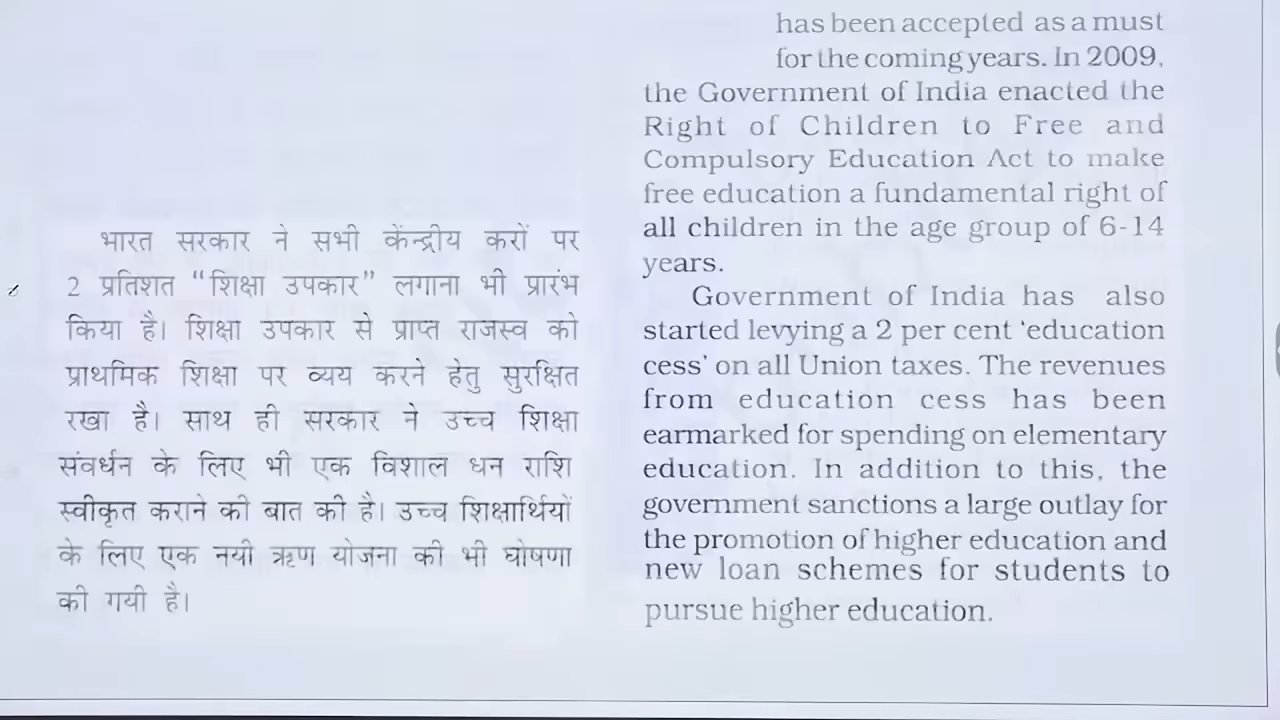 भारत सरकार ने सभी केंन्द्रीय करों पर
2 प्रतिशत “शिक्षा उपकार” लगाना भी प्रारंभ
किया है। शिक्षा उपकार से प्राप्त राजस्व को
प्राथमिक शिक्षा पर व्यय करने हेतु सुरक्षित
रखा है। साथ ही सरकार ने उच्च शिक्षा
संवर्धन के लिए भी एक विशाल धन राशि
स्वीकृत कराने की बात की है। उच्च शिक्षार्थियों
के लिए एक नयी ऋण योजना की भी घोषणा
की गयी है।
has been accepted as a must
for the coming years. In 2009,
the Government of India enacted the
Right of Children to Free and
Compulsory Education Act to make
free education a fundamental right of
all children in the age group of 6-14
years.
Government of India has also
started levying a 2 per cent ‘education
cess’ on all Union taxes. The revenues
from education cess has been
earmarked for spending on elementary
education. In addition to this, the
government sanctions a large outlay for
the promotion of higher education and
new loan schemes for students to
pursue higher education.